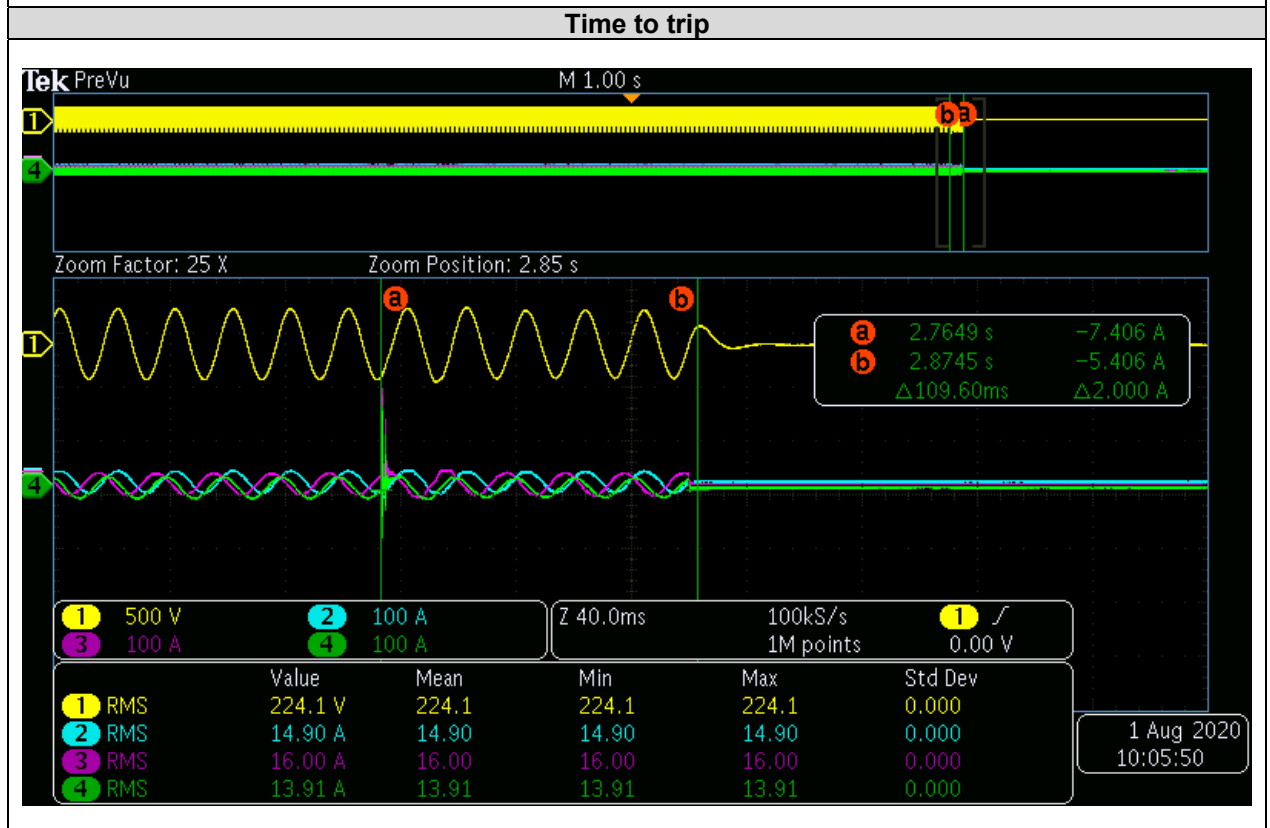 Time to trip
Tek PreVu M 1.00 s
1
b a
4
Zoom Factor: 25 X Zoom Position: 2.85 s
a b
1
a 2.7649 s -7.406 A
b 2.8745 s -5.406 A
△109.60ms △2.000 A
4
1 500 V 2 100 A Z 40.0ms 100kS/s 1
3 100 A 4 100 A 1M points 0.00 V
Value Mean Min Max Std Dev
1 RMS 224.1 V 224.1 224.1 224.1 0.000
2 RMS 14.90 A 14.90 14.90 14.90 0.000
3 RMS 16.00 A 16.00 16.00 16.00 0.000
4 RMS 13.91 A 13.91 13.91 13.91 0.000
1 Aug 2020
10:05:50